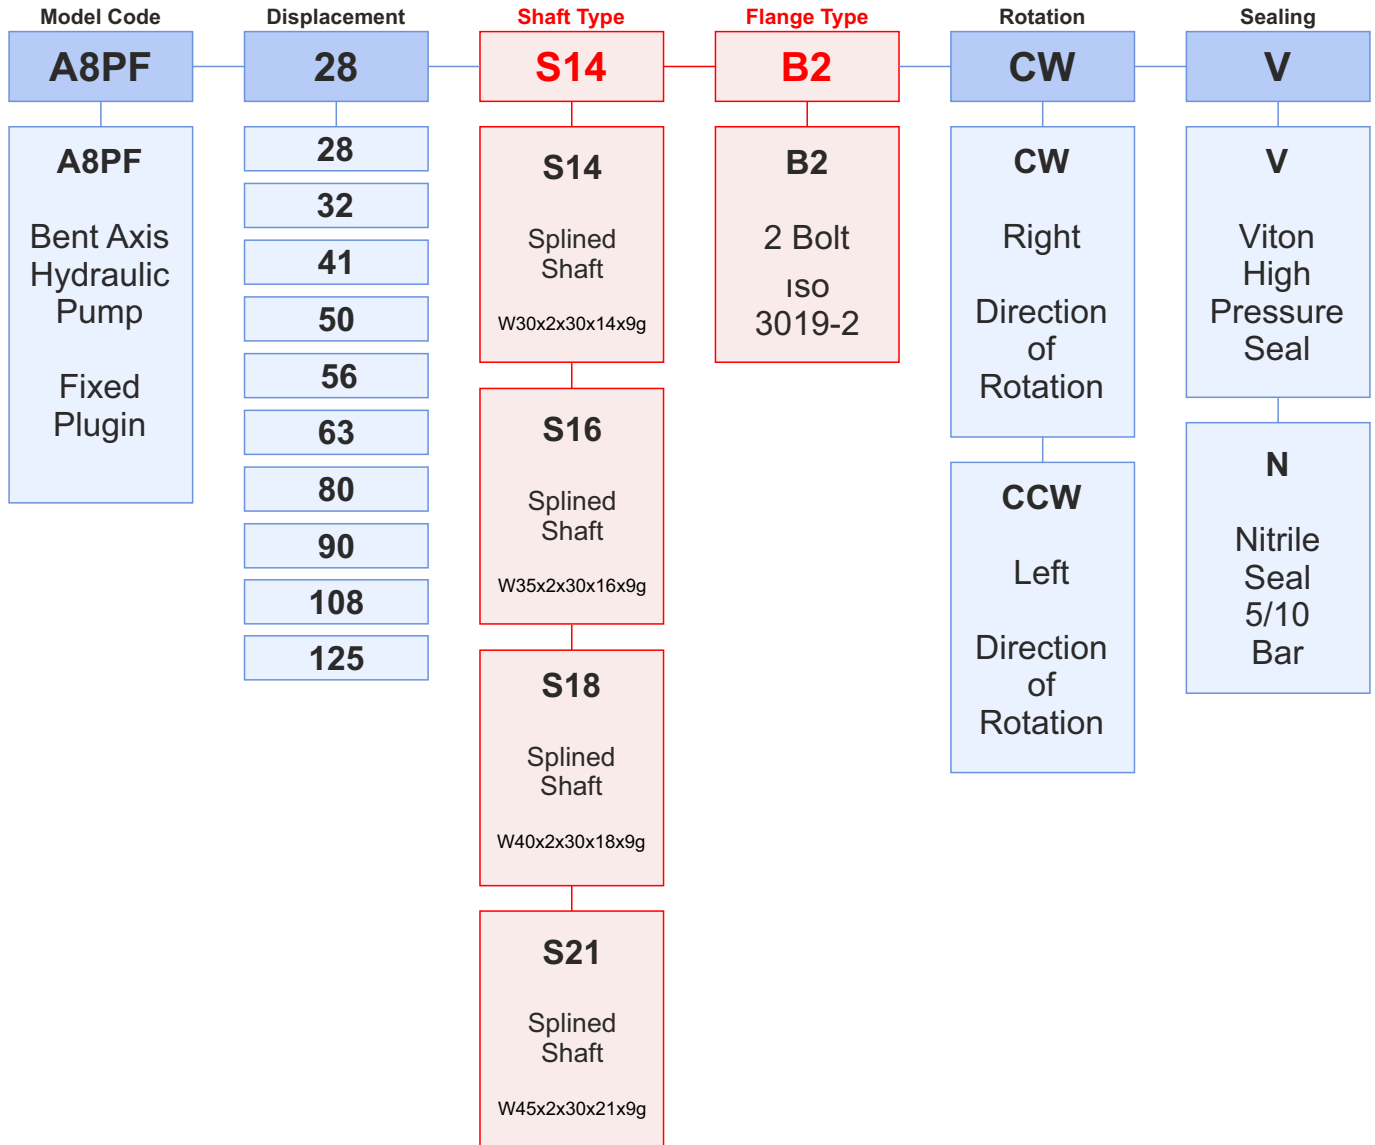 Model Code
Displacement
Shaft Type
Flange Type
Rotation
Sealing
A8PF
28
S14
B2
CW
V
A8PF
Bent Axis
Hydraulic
Pump
Fixed
Plugin
28
32
41
50
56
63
80
90
108
125
S14
Splined
Shaft
W30x2x30x14x9g
S16
Splined
Shaft
W35x2x30x16x9g
S18
Splined
Shaft
W40x2x30x18x9g
S21
Splined
Shaft
W45x2x30x21x9g
B2
2 Bolt
ıso
3019-2
CW
Right
Direction
of
Rotation
CCW
Left
Direction
of
Rotation
V
Viton
High
Pressure
Seal
N
Nitrile
Seal
5/10
Bar